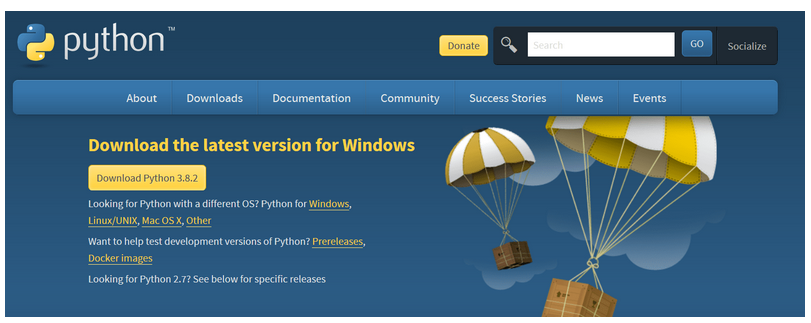 python™
Donate
Search
GO
Socialize
About Downloads Documentation Community Success Stories News Events
Download the latest version for Windows
Download Python 3.8.2
Looking for Python with a different OS? Python for Windows,
Linux/UNIX, Mac OS X, Other
Want to help test development versions of Python? Prereleases,
Docker images
Looking for Python 2.7? See below for specific releases